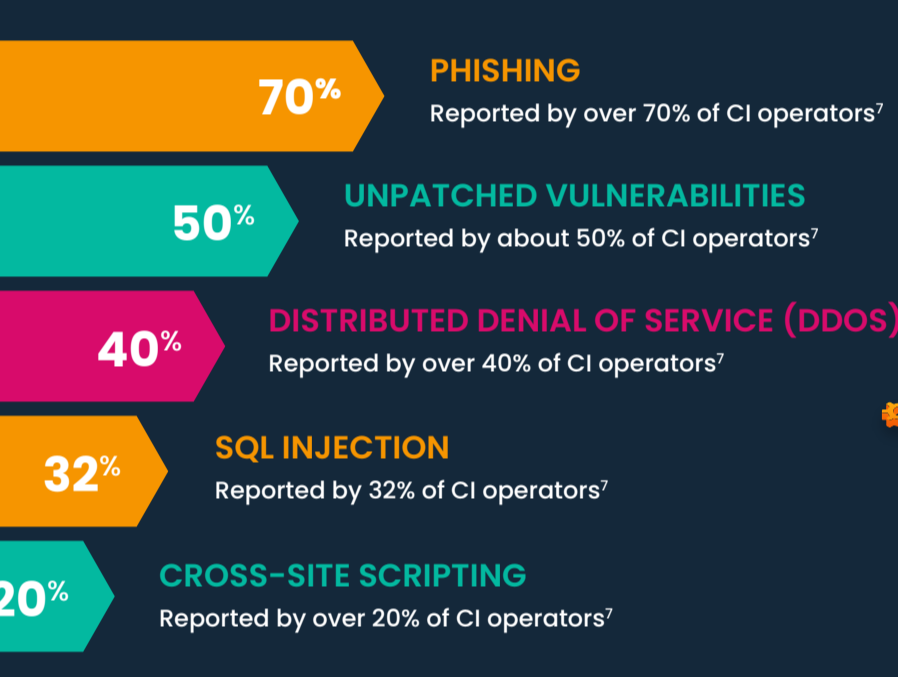 70%
PHISHING
Reported by over 70% of CI operators⁷
50%
UNPATCHED VULNERABILITIES
Reported by about 50% of CI operators⁷
40%
DISTRIBUTED DENIAL OF SERVICE (DDOS)
Reported by over 40% of CI operators⁷
32%
SQL INJECTION
Reported by 32% of CI operators⁷
20%
CROSS-SITE SCRIPTING
Reported by over 20% of CI operators⁷